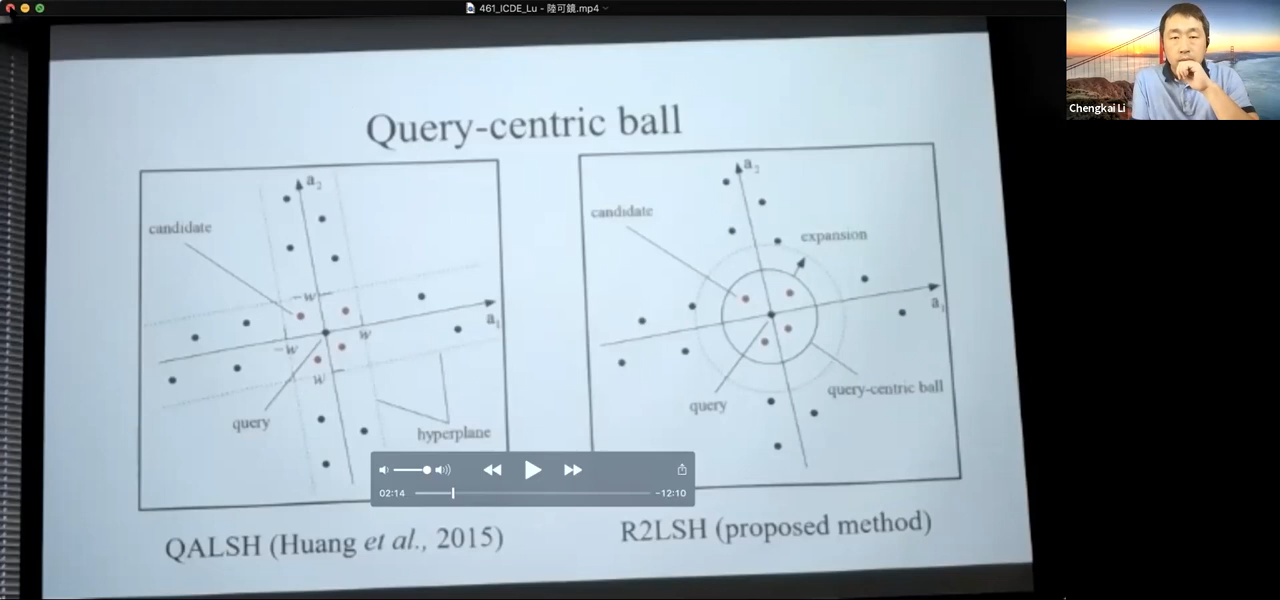 461_ICDE_Lu - 陸可鏡.mp4
Chengkai Li
Query-centric ball
a2
candidate
-w
w
a1
-w
w
query
hyperplane
QALSH (Huang et al., 2015)
a2
candidate
expansion
a1
query
query-centric ball
R2LSH (proposed method)
02:14
-12:10